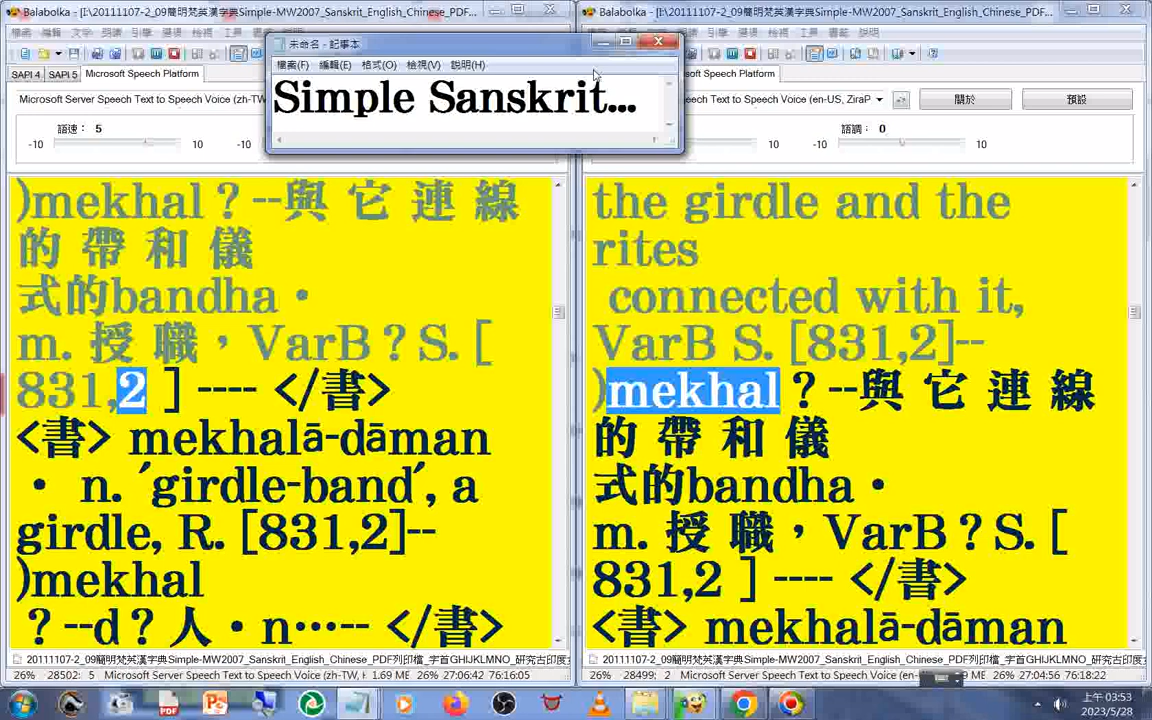 Balabolka - [I:\20111107-2_09簡明梵英漢字典Simple-MW2007_Sanskrit_English_Chinese_PDF...
Balabolka - [I:\20111107-2_09簡明梵英漢字典Simple-MW2007_Sanskrit_English_Chinese_PDF...
未命名 - 記事本
檔案(F) 編輯(E) 格式(O) 檢視(V) 說明(H)
Simple Sanskrit...
SAPI 4 SAPI 5 Microsoft Speech Platform
Microsoft Server Speech Text to Speech Voice (zh-TW,
語速： 5
-10 10 -10
Speech Platform
ech Text to Speech Voice (en-US, ZiraP
關於 預設
語調： 0
10 -10 10
)mekhal？--與 它 連 線
的 帶 和 儀
式的bandha・
m. 授 職，VarB？S. [
831,2 ] ---- </書>
<書> mekhalā-dāman
・ n. ′girdle-band′, a
girdle, R. [831,2]--
)mekhal
？--d？人・n…-- </書>
the girdle and the
rites
connected with it,
VarB S. [831,2]--
)mekhal？--與 它 連 線
的 帶 和 儀
式的bandha・
m. 授 職，VarB？S. [
831,2 ] ---- </書>
<書> mekhalā-dāman
20111107-2_09簡明梵英漢字典Simple-MW2007_Sanskrit_English_Chinese_PDF列印檔_字首GHIJKLMNO_研究古印度
20111107-2_09簡明梵英漢字典Simple-MW2007_Sanskrit_English_Chinese_PDF列印檔_字首GHIJKLMNO_研究古印度
26% 28502: 5 Microsoft Server Speech Text to Speech Voice (zh-TW, 1.69 ME 26% 27:06:42 76:16:05
26% 28499: 2 Microsoft Server Speech Text to Speech Voice (en-US 26% 27:04:56 76:18:22
上午 03:53
2023/5/28